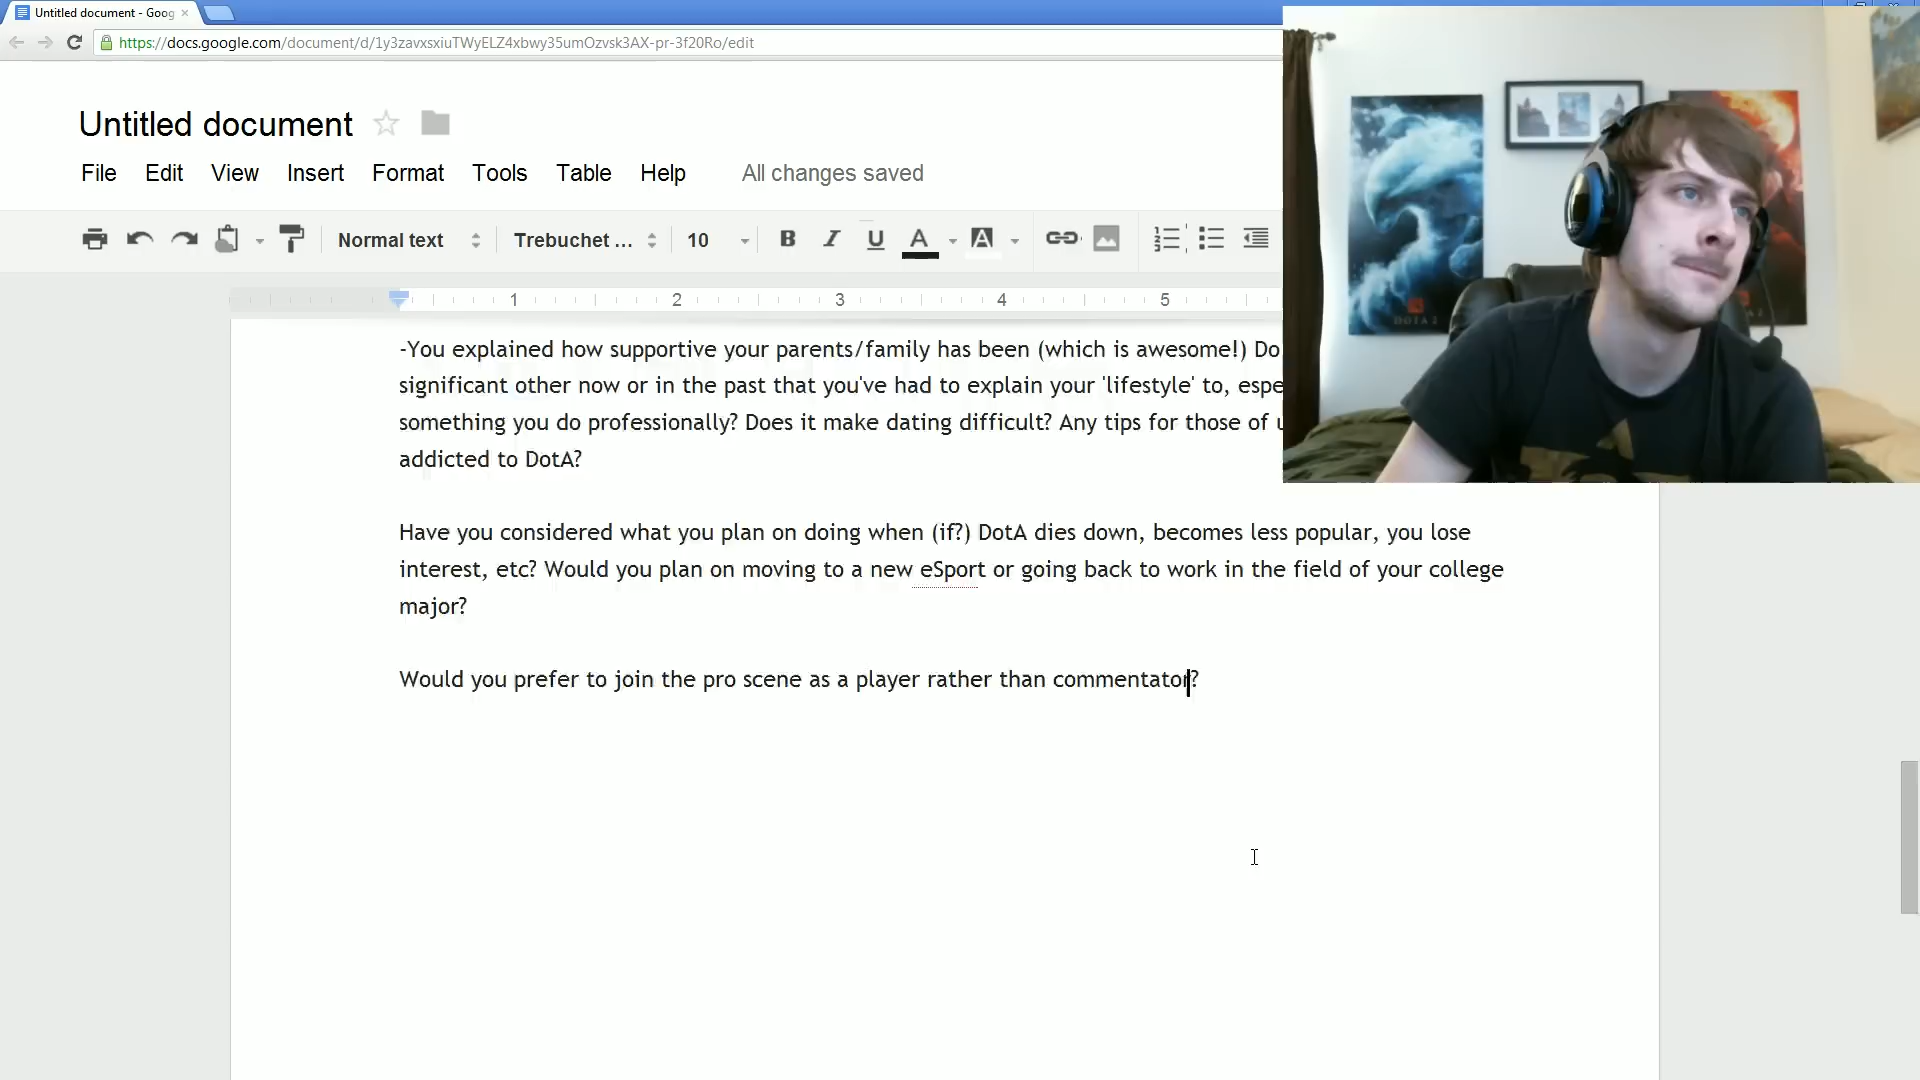 Untitled document - Goog
https://docs.google.com/document/d/1y3zavxsxiuTWyELZ4xbwy35umOzvsk3AX-pr-3f20Ro/edit
Untitled document
File Edit View Insert Format Tools Table Help All changes saved
Normal text Trebuchet ... 10 B I U A A
1 2 3 4 5
-You explained how supportive your parents/family has been (which is awesome!) Do
significant other now or in the past that you've had to explain your 'lifestyle' to, espe
something you do professionally? Does it make dating difficult? Any tips for those of u
addicted to DotA?
Have you considered what you plan on doing when (if?) DotA dies down, becomes less popular, you lose
interest, etc? Would you plan on moving to a new eSport or going back to work in the field of your college
major?
Would you prefer to join the pro scene as a player rather than commentator?
DOTA 2